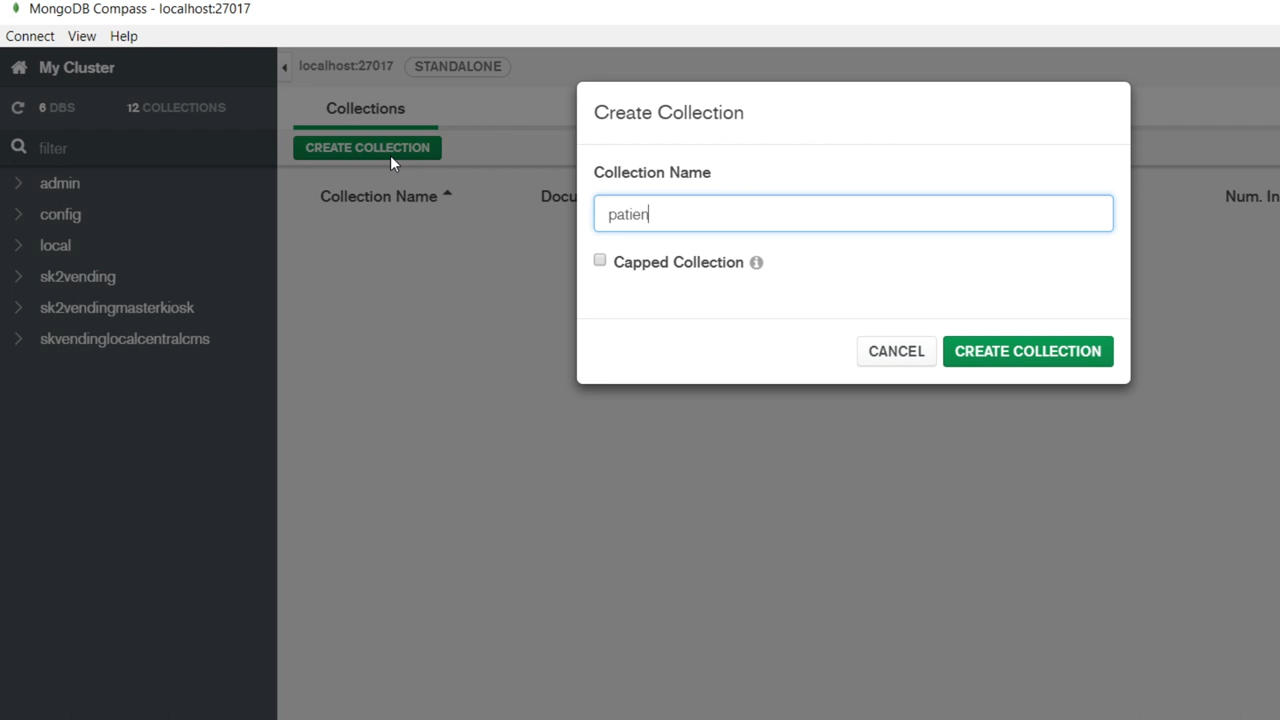 MongoDB Compass - localhost:27017
Connect View Help
My Cluster
localhost:27017 STANDALONE
6 DBS 12 COLLECTIONS
Collections
Create Collection
filter
CREATE COLLECTION
Collection Name
patien
admin
Collection Name Docu Num. In
config
local
Capped Collection
sk2vending
sk2vendingmasterkiosk
skvendinglocalcentralcms
CANCEL CREATE COLLECTION